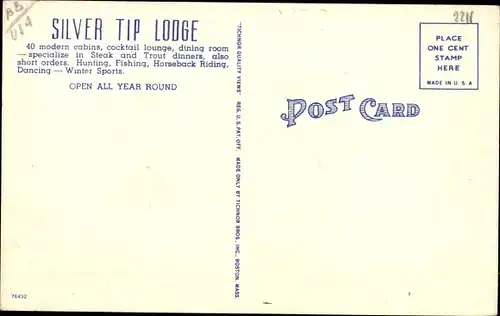 AB
USA
SILVER TIP LODGE
40 modern cabins, cocktail lounge, dining room
— specialize in Steak and Trout dinners, also
short orders. Hunting, Fishing, Horseback Riding,
Dancing — Winter Sports.
OPEN ALL YEAR ROUND
76432
"TICHNOR QUALITY VIEWS," REG. U. S. PAT. OFF. MADE ONLY BY TICHNOR BROS., INC., BOSTON, MASS.
POST CARD
PLACE
ONE CENT
STAMP
HERE
MADE IN U. S. A